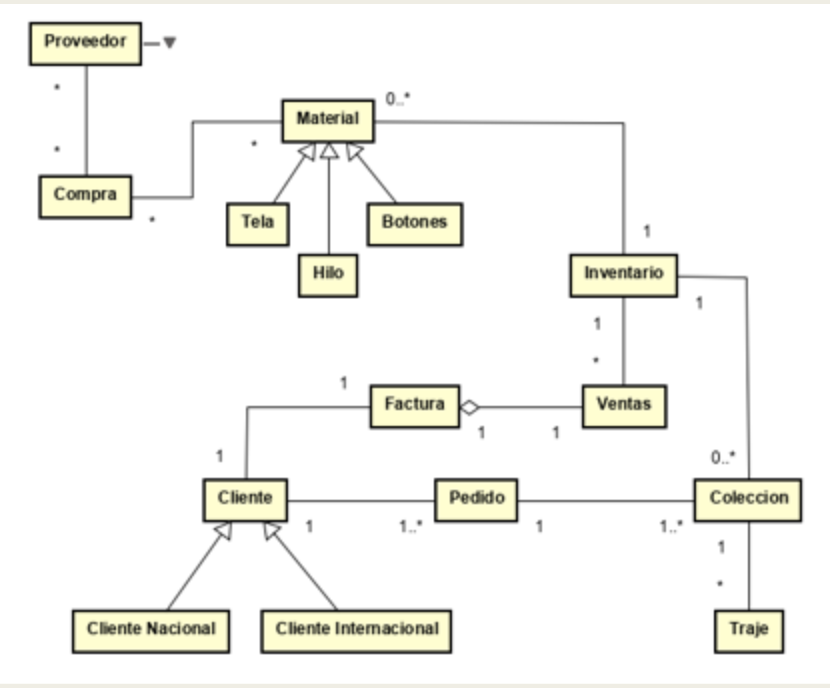 Proveedor
*
0..*
Material
*
*
Compra
*
Tela
Botones
1
Hilo
Inventario
1
1
*
1
Factura
Ventas
1
1
1
0..*
Cliente
Pedido
Coleccion
1
1..*
1
1..*
1
*
Cliente Nacional
Cliente Internacional
Traje